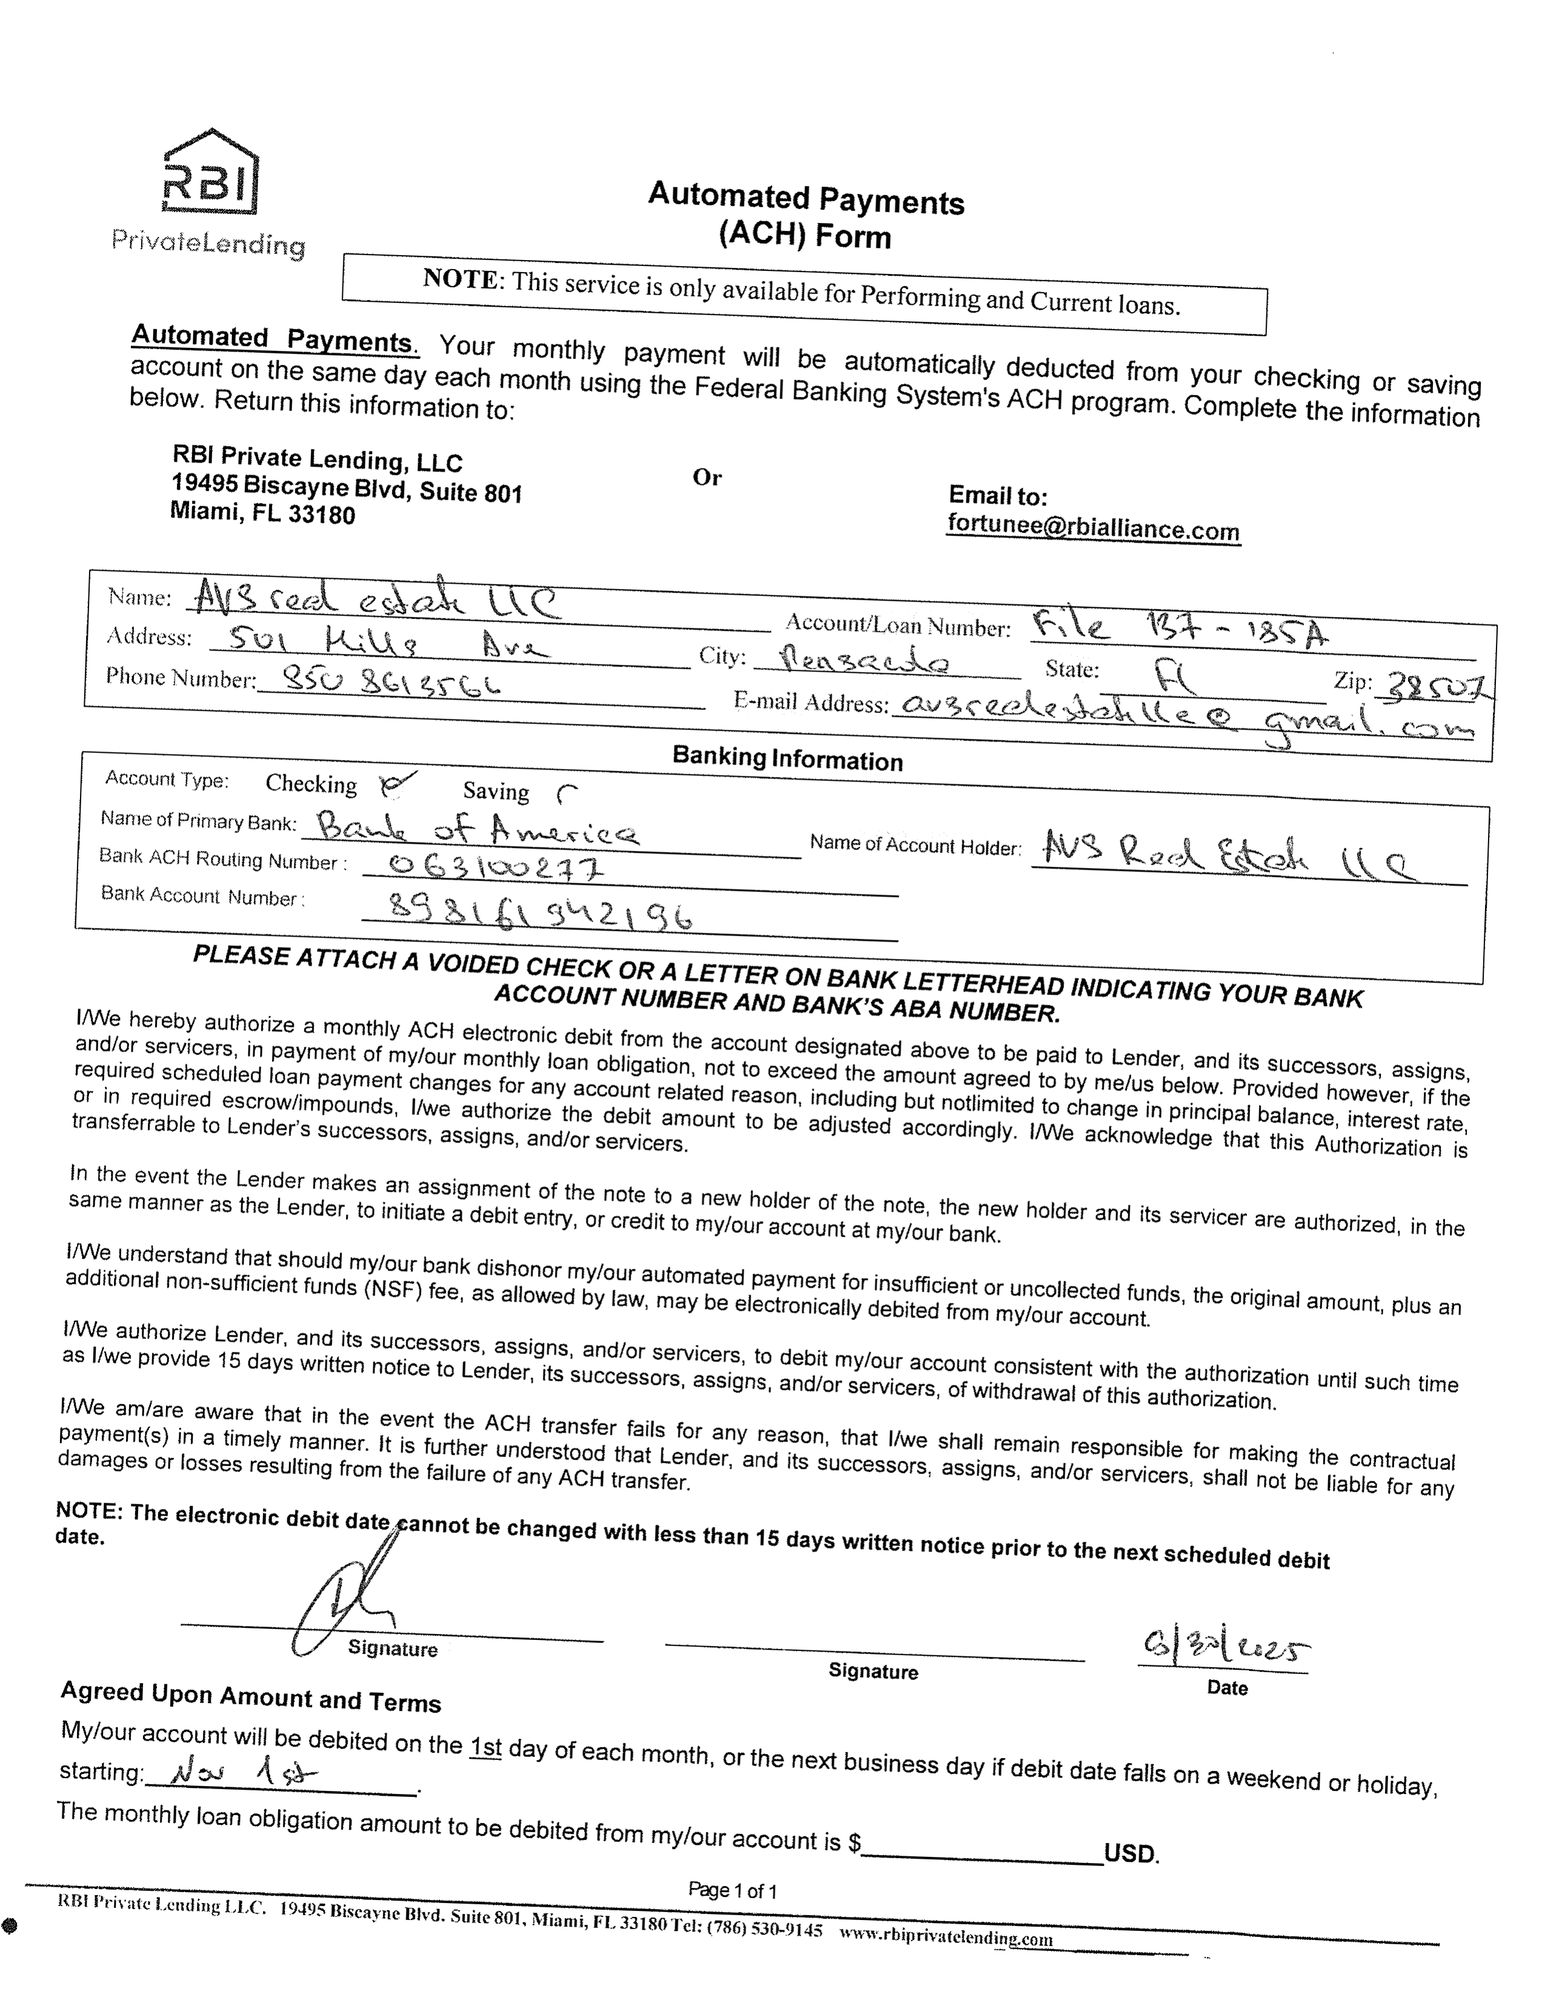 RBI
PrivateLending
Automated Payments
(ACH) Form
NOTE: This service is only available for Performing and Current loans.
Automated Payments. Your monthly payment will be automatically deducted from your checking or saving
account on the same day each month using the Federal Banking System's ACH program. Complete the information
below. Return this information to:
RBI Private Lending, LLC
19495 Biscayne Blvd, Suite 801
Miami, FL 33180
Or
Email to:
fortunee@rbialliance.com
Name: AVS real estate LLC Account/Loan Number: File 137 - 185A
Address: 501 Mills Ave City: Pensacola State: Fl Zip: 32507
Phone Number: 850 8613566 E-mail Address: avsrealestatellc@gmail.com
Banking Information
Account Type: Checking Saving
Name of Primary Bank: Bank of America Name of Account Holder: AVS Real Estate LLC
Bank ACH Routing Number : 063100277
Bank Account Number : 898161942196
PLEASE ATTACH A VOIDED CHECK OR A LETTER ON BANK LETTERHEAD INDICATING YOUR BANK
ACCOUNT NUMBER AND BANK'S ABA NUMBER.
I/We hereby authorize a monthly ACH electronic debit from the account designated above to be paid to Lender, and its successors, assigns,
and/or servicers, in payment of my/our monthly loan obligation, not to exceed the amount agreed to by me/us below. Provided however, if the
required scheduled loan payment changes for any account related reason, including but notlimited to change in principal balance, interest rate,
or in required escrow/impounds, I/we authorize the debit amount to be adjusted accordingly. I/We acknowledge that this Authorization is
transferrable to Lender's successors, assigns, and/or servicers.
In the event the Lender makes an assignment of the note to a new holder of the note, the new holder and its servicer are authorized, in the
same manner as the Lender, to initiate a debit entry, or credit to my/our account at my/our bank.
I/We understand that should my/our bank dishonor my/our automated payment for insufficient or uncollected funds, the original amount, plus an
additional non-sufficient funds (NSF) fee, as allowed by law, may be electronically debited from my/our account.
I/We authorize Lender, and its successors, assigns, and/or servicers, to debit my/our account consistent with the authorization until such time
as I/we provide 15 days written notice to Lender, its successors, assigns, and/or servicers, of withdrawal of this authorization.
I/We am/are aware that in the event the ACH transfer fails for any reason, that I/we shall remain responsible for making the contractual
payment(s) in a timely manner. It is further understood that Lender, and its successors, assigns, and/or servicers, shall not be liable for any
damages or losses resulting from the failure of any ACH transfer.
NOTE: The electronic debit date cannot be changed with less than 15 days written notice prior to the next scheduled debit
date.
/30/2025
Signature Signature Date
Agreed Upon Amount and Terms
My/our account will be debited on the 1st day of each month, or the next business day if debit date falls on a weekend or holiday,
starting: Nov 1st.
The monthly loan obligation amount to be debited from my/our account is $ USD.
Page 1 of 1
RBI Private Lending LLC. 19495 Biscayne Blvd. Suite 801, Miami, FL 33180 Tel: (786) 530-9145 www.rbiprivatelending.com